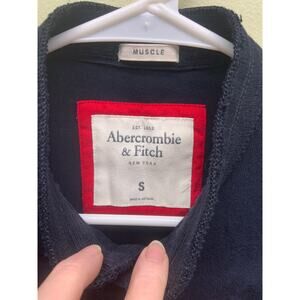 MUSCLE
EST. 1892
Abercrombie
& Fitch
NEW YORK
S